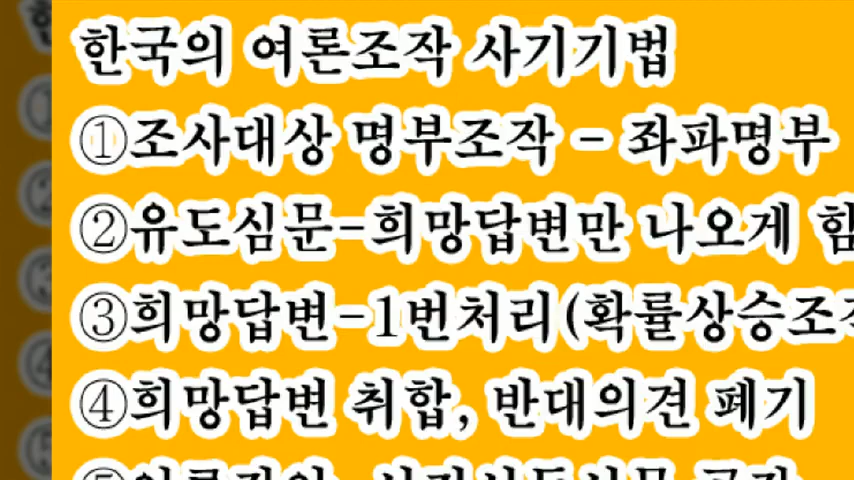 한국의 여론조작 사기기법
①조사대상 명부조작 - 좌파명부
②유도심문-희망답변만 나오게 함
③희망답변-1번처리(확률상승조작
④희망답변 취합, 반대의견 폐기